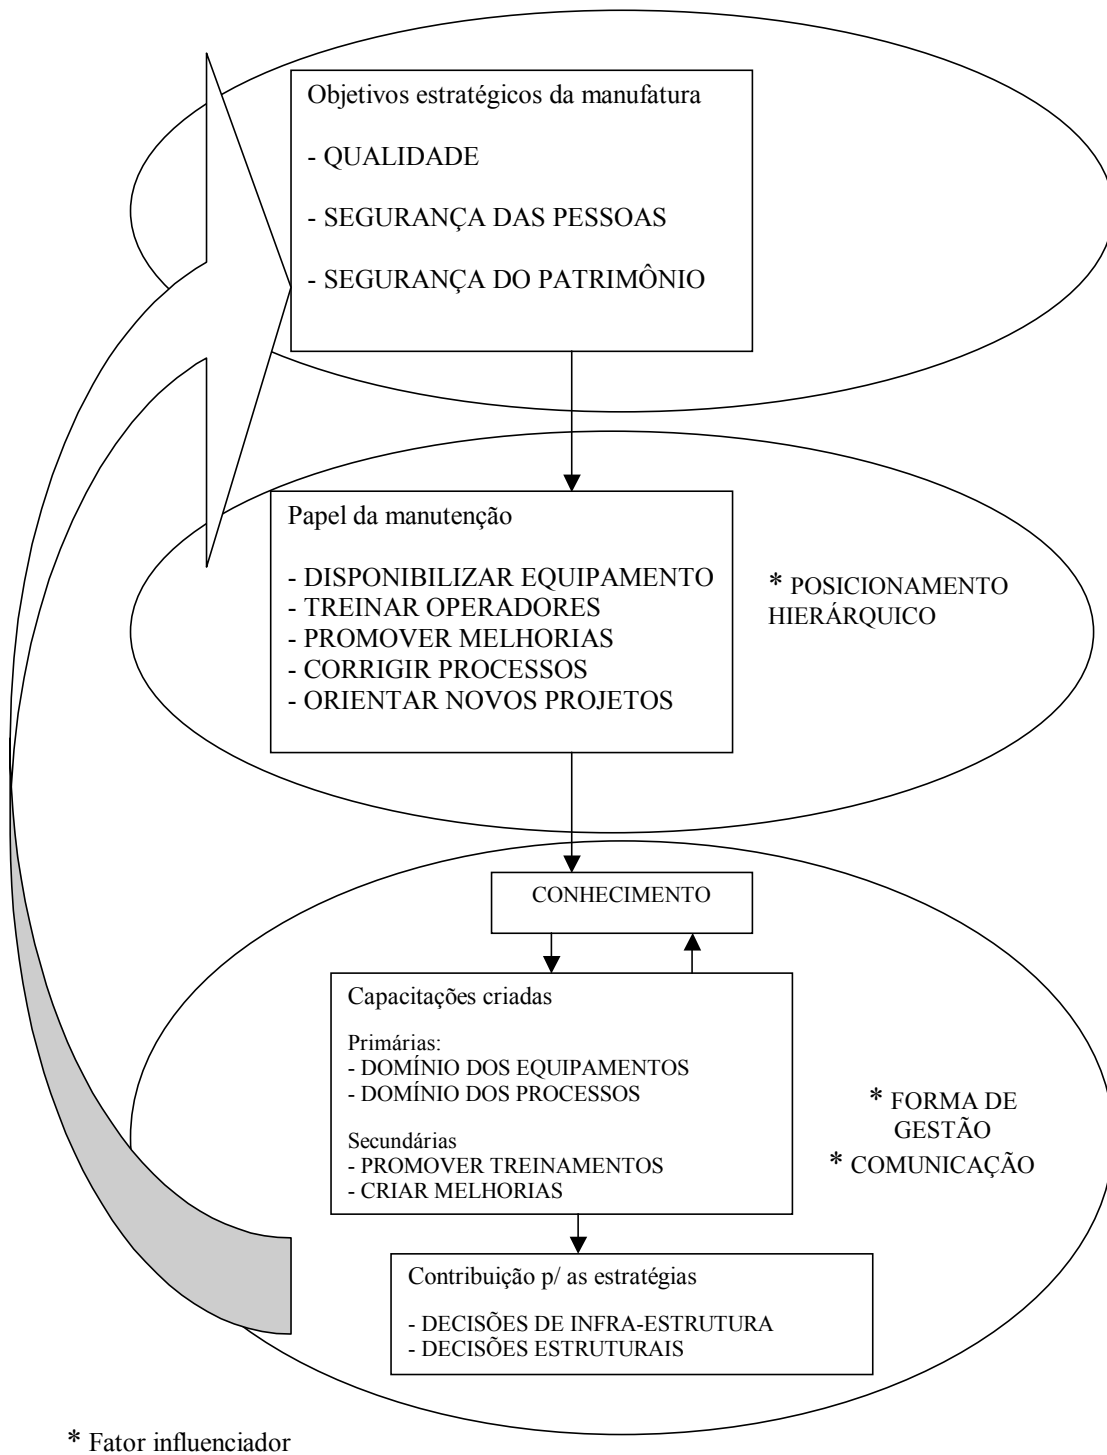 Objetivos estratégicos da manufatura
- QUALIDADE
- SEGURANÇA DAS PESSOAS
- SEGURANÇA DO PATRIMÔNIO
Papel da manutenção
- DISPONIBILIZAR EQUIPAMENTO
- TREINAR OPERADORES
- PROMOVER MELHORIAS
- CORRIGIR PROCESSOS
- ORIENTAR NOVOS PROJETOS
* POSICIONAMENTO
HIERÁRQUICO
CONHECIMENTO
Capacitações criadas
Primárias:
- DOMÍNIO DOS EQUIPAMENTOS
- DOMÍNIO DOS PROCESSOS
Secundárias
- PROMOVER TREINAMENTOS
- CRIAR MELHORIAS
* FORMA DE
GESTÃO
* COMUNICAÇÃO
Contribuição p/ as estratégias
- DECISÕES DE INFRA-ESTRUTURA
- DECISÕES ESTRUTURAIS
* Fator influenciador